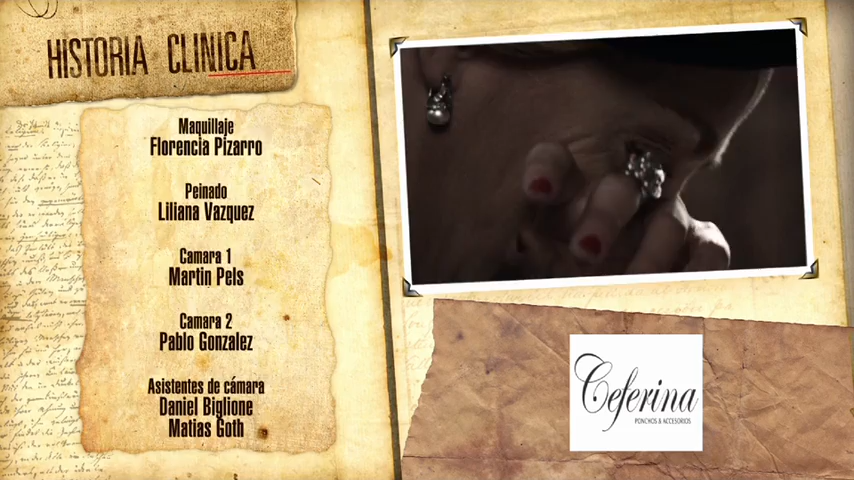 HISTORIA CLINICA
Maquillaje
Florencia Pizarro
Peinado
Liliana Vazquez
Camara 1
Martin Pels
Camara 2
Pablo Gonzalez
Asistentes de cámara
Daniel Biglione
Matias Goth
Ceferina
PONCHOS & ACCESORIOS